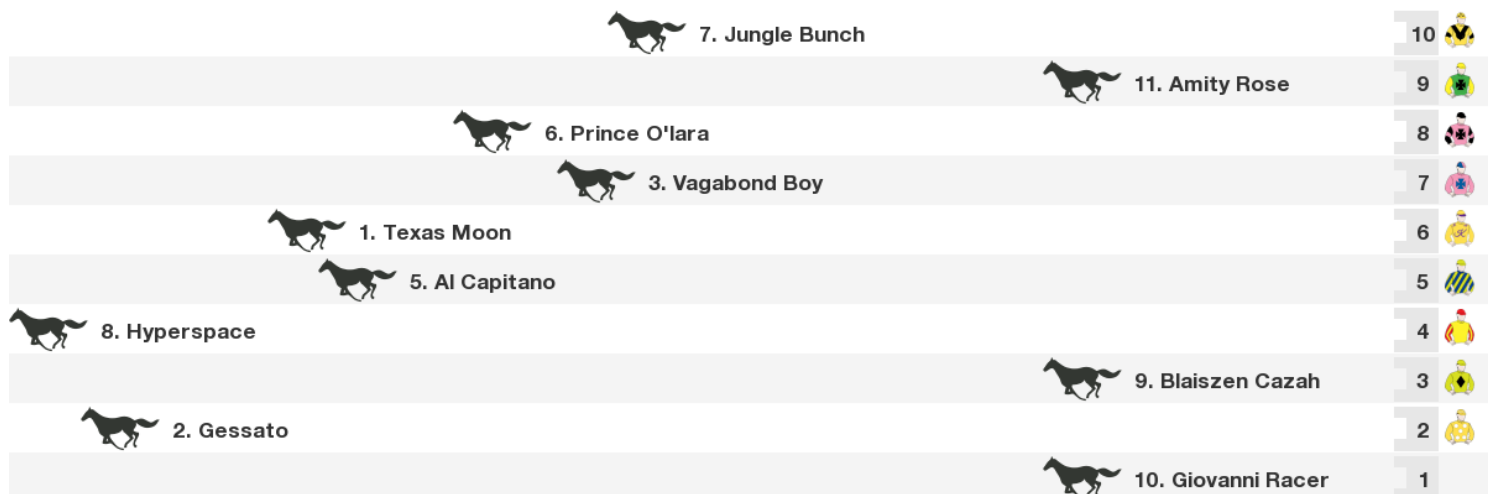 7. Jungle Bunch 10
11. Amity Rose 9
6. Prince O'lara 8
3. Vagabond Boy 7
1. Texas Moon 6
5. Al Capitano 5
8. Hyperspace 4
9. Blaiszen Cazah 3
2. Gessato 2
10. Giovanni Racer 1